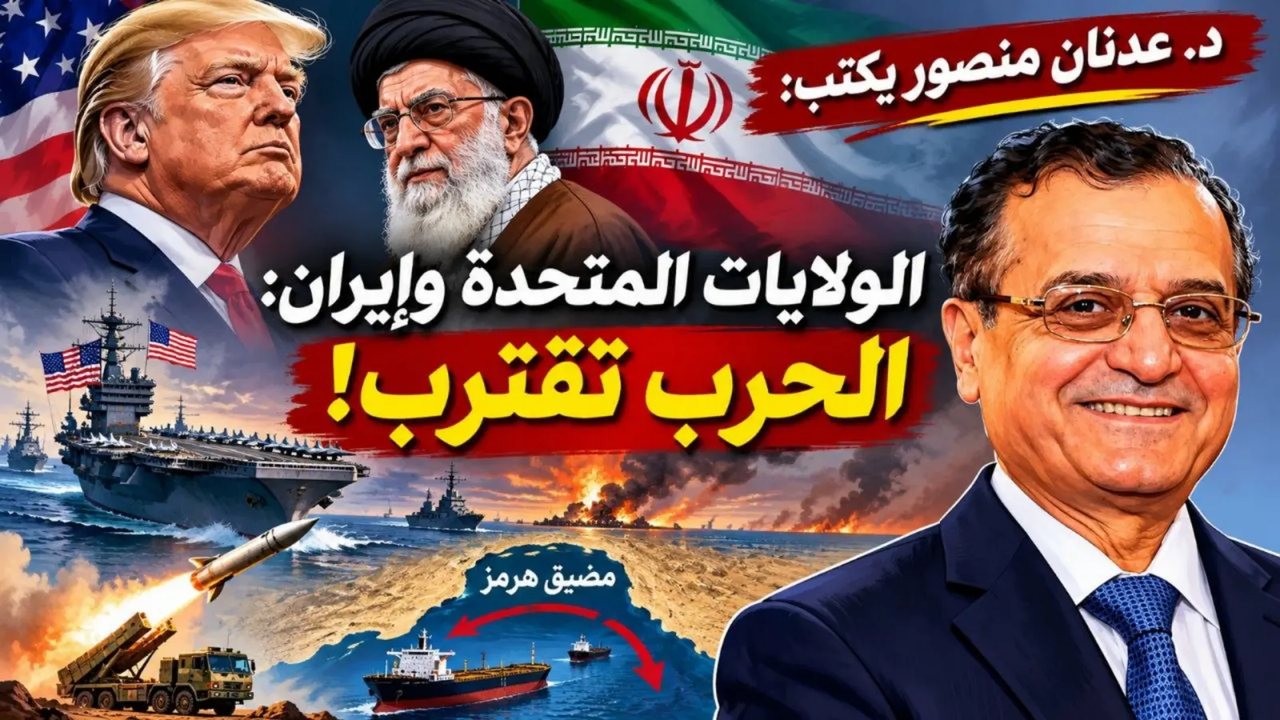 د. عدنان منصور يكتب:
الولايات المتحدة وإيران:
الحرب تقترب!
مضيق هرمز